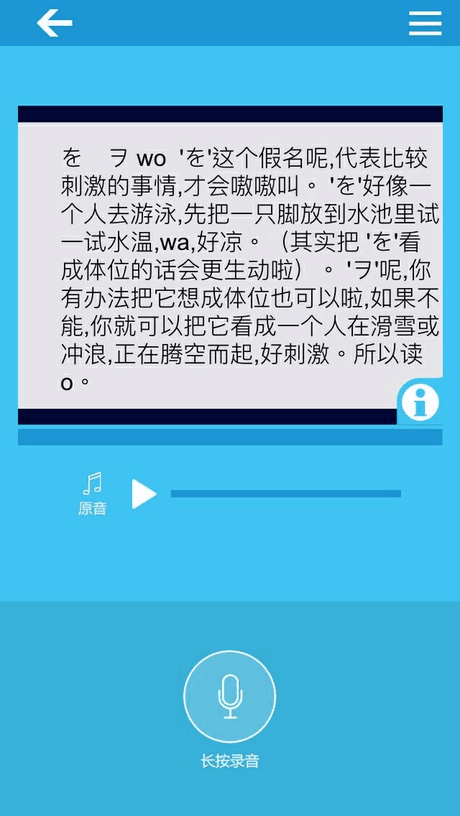 を　ヲ wo 'を'这个假名呢,代表比较
刺激的事情,才会嗷嗷叫。'を'好像一
个人去游泳,先把一只脚放到水池里试
一试水温,wa,好凉。（其实把 'を'看
成体位的话会更生动啦）。'ヲ'呢,你
有办法把它想成体位也可以啦,如果不
能,你就可以把它看成一个人在滑雪或
冲浪,正在腾空而起,好刺激。所以读
o。
原音
长按录音